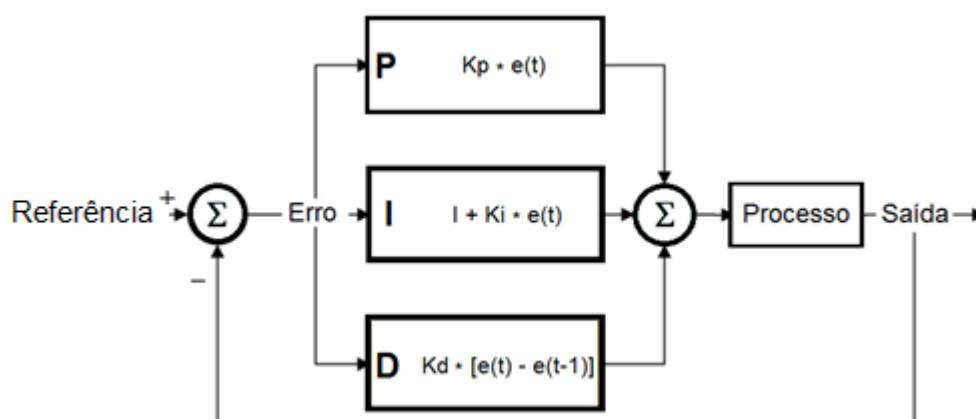 P Kp * e(t)
Referência + Σ Erro I I + Ki * e(t) Σ Processo Saída
−
D Kd * [e(t) - e(t-1)]